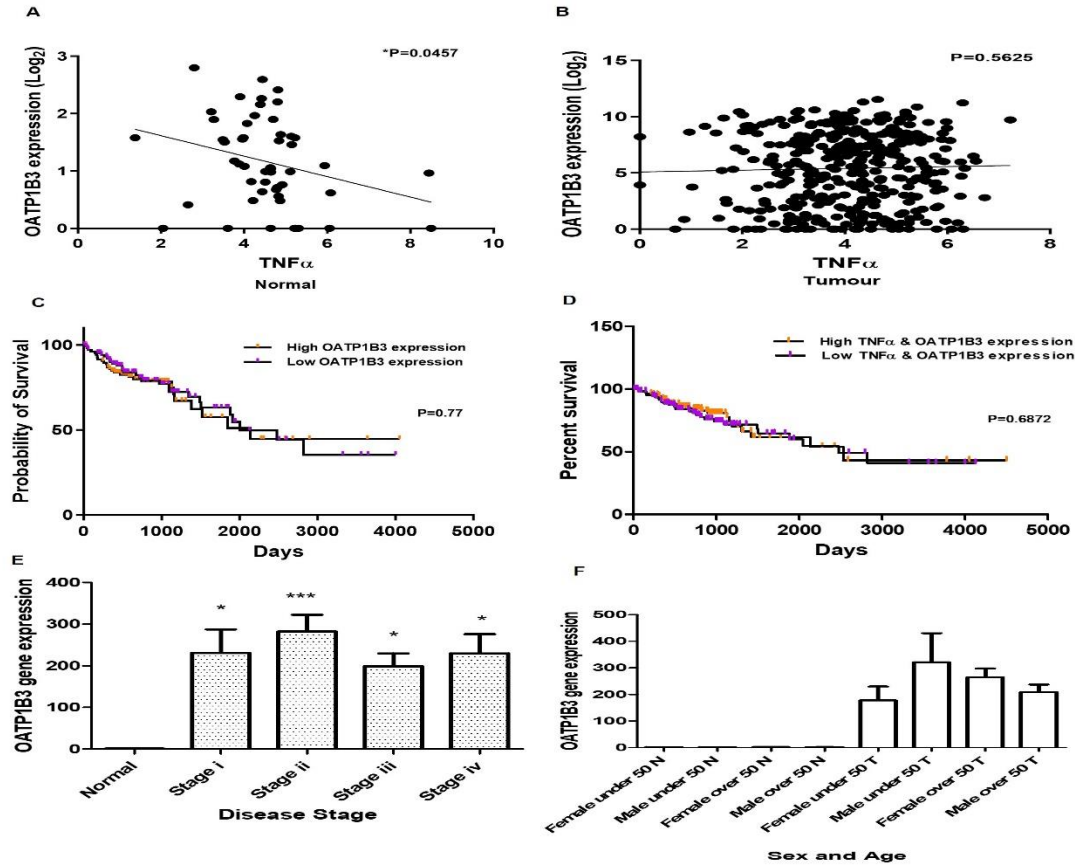 A
*P=0.0457
OATP1B3 expression (Log2)
3
2
1
0
0 2 4 6 8 10
TNFα
Normal
B
P=0.5625
OATP1B3 expression (Log2)
15
10
5
0
0 2 4 6 8
TNFα
Tumour
C
High OATP1B3 expression
Low OATP1B3 expression
P=0.77
Probability of Survival
100
50
0
0 1000 2000 3000 4000 5000
Days
D
High TNFα & OATP1B3 expression
Low TNFα & OATP1B3 expression
P=0.6872
Percent survival
150
100
50
0
0 1000 2000 3000 4000 5000
Days
E
OATP1B3 gene expression
400
300
200
100
0
* *** * *
Normal Stage i Stage ii Stage iii Stage iv
Disease Stage
F
OATP1B3 gene expression
500
400
300
200
100
0
Female under 50 N
Male under 50 N
Female over 50 N
Male over 50 N
Female under 50 T
Male under 50 T
Female over 50 T
Male over 50 T
Sex and Age